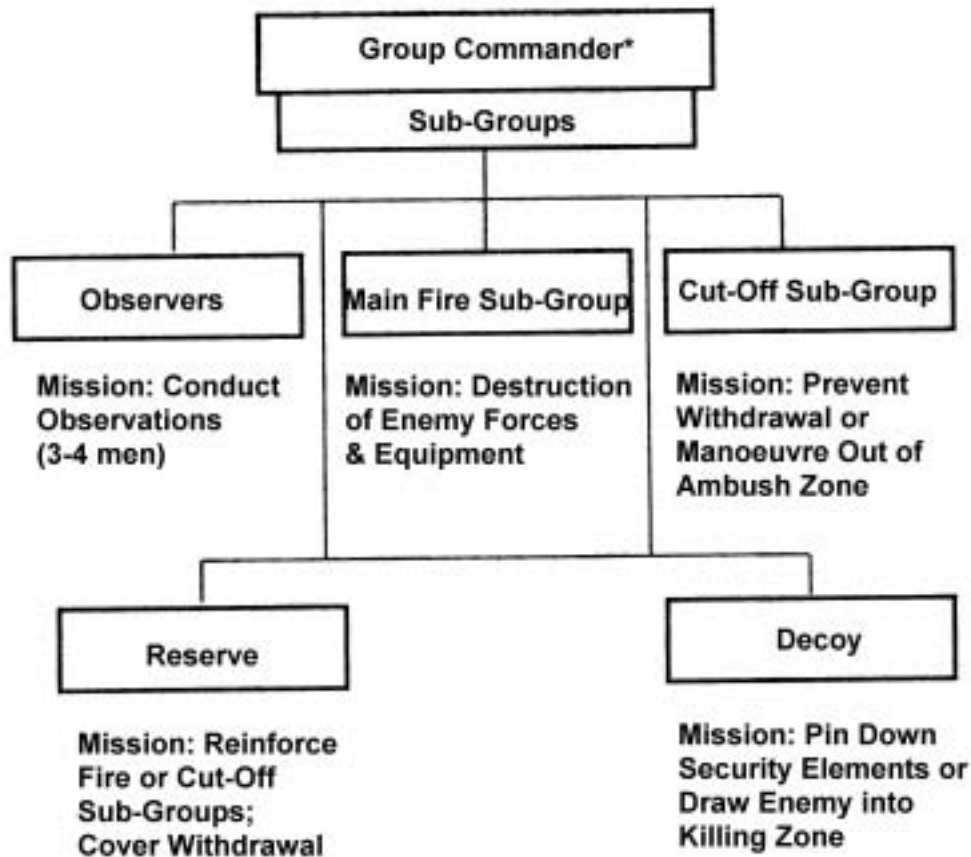 Group Commander*
Sub-Groups
Observers
Main Fire Sub-Group
Cut-Off Sub-Group
Mission: Conduct
Observations
(3-4 men)
Mission: Destruction
of Enemy Forces
& Equipment
Mission: Prevent
Withdrawal or
Manoeuvre Out of
Ambush Zone
Reserve
Decoy
Mission: Reinforce
Fire or Cut-Off
Sub-Groups;
Cover Withdrawal
Mission: Pin Down
Security Elements or
Draw Enemy into
Killing Zone